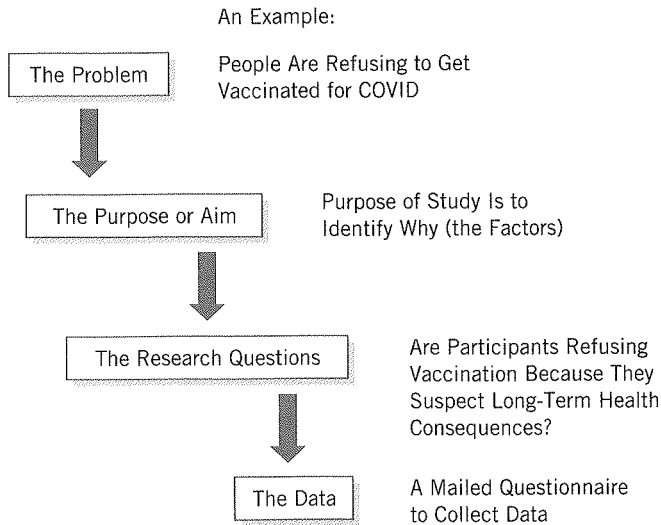 An Example:
The Problem
People Are Refusing to Get
Vaccinated for COVID
The Purpose or Aim
Purpose of Study Is to
Identify Why (the Factors)
The Research Questions
Are Participants Refusing
Vaccination Because They
Suspect Long-Term Health
Consequences?
The Data
A Mailed Questionnaire
to Collect Data